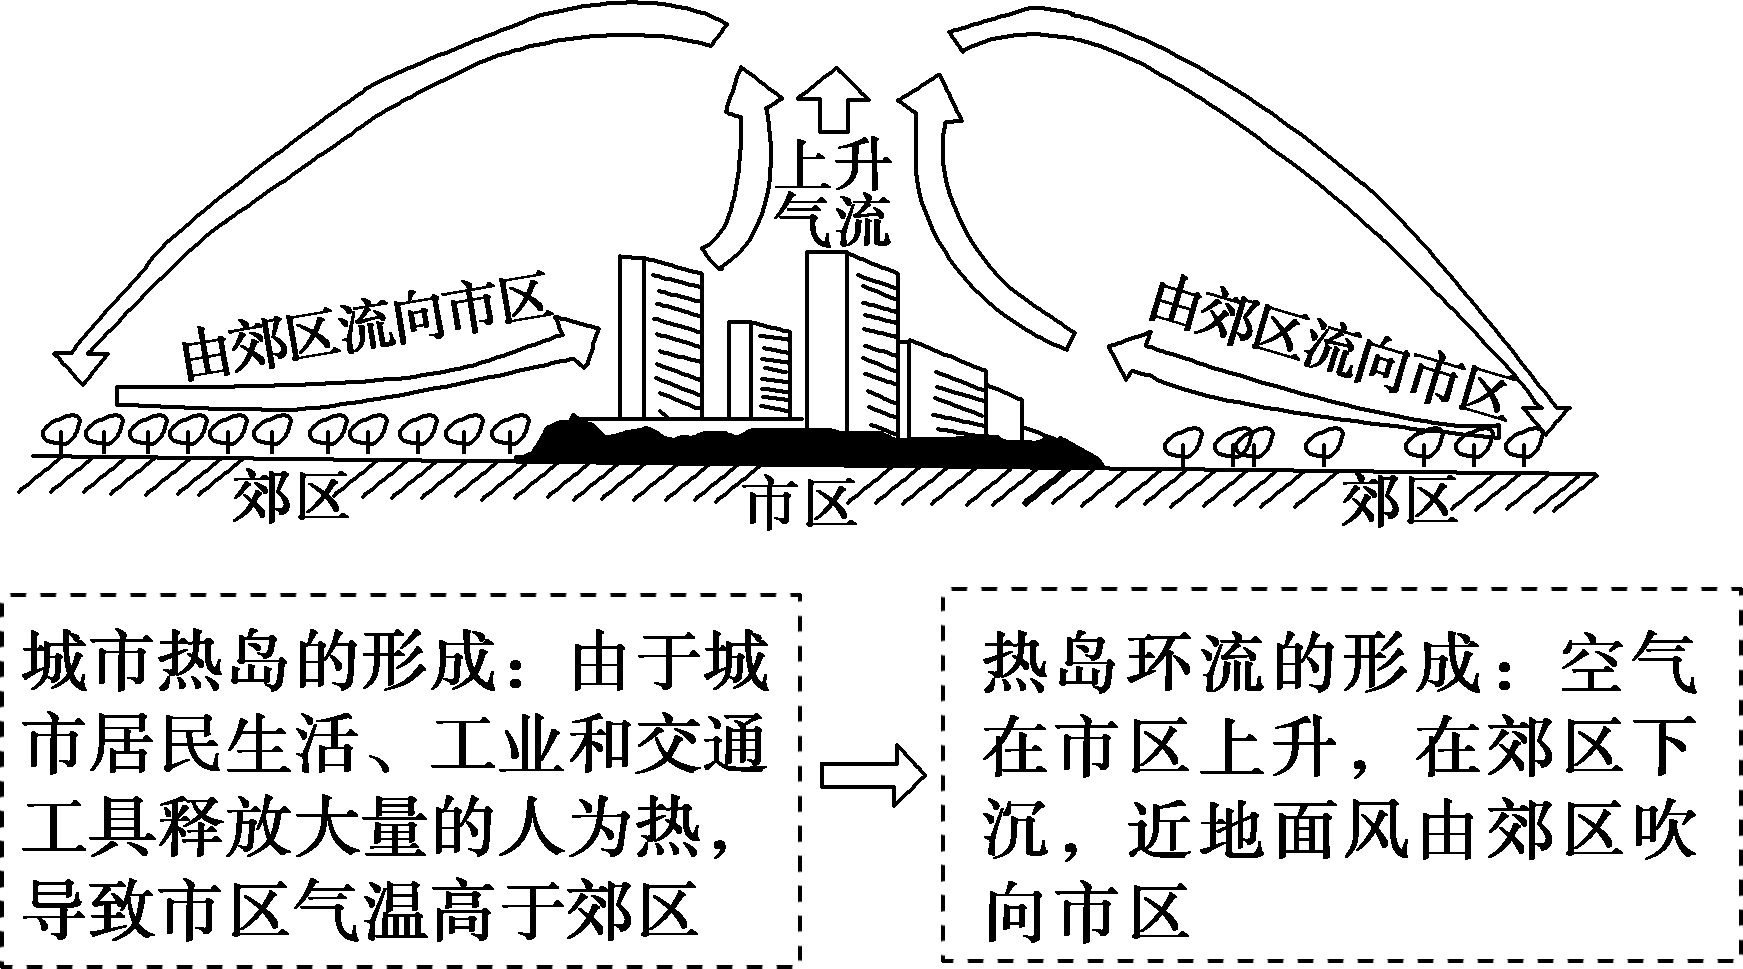 上升
气流
由郊区流向市区
由郊区流向市区
郊区
市区
郊区
城市热岛的形成：由于城
市居民生活、工业和交通
工具释放大量的人为热，
导致市区气温高于郊区
热岛环流的形成：空气
在市区上升，在郊区下
沉，近地面风由郊区吹
向市区